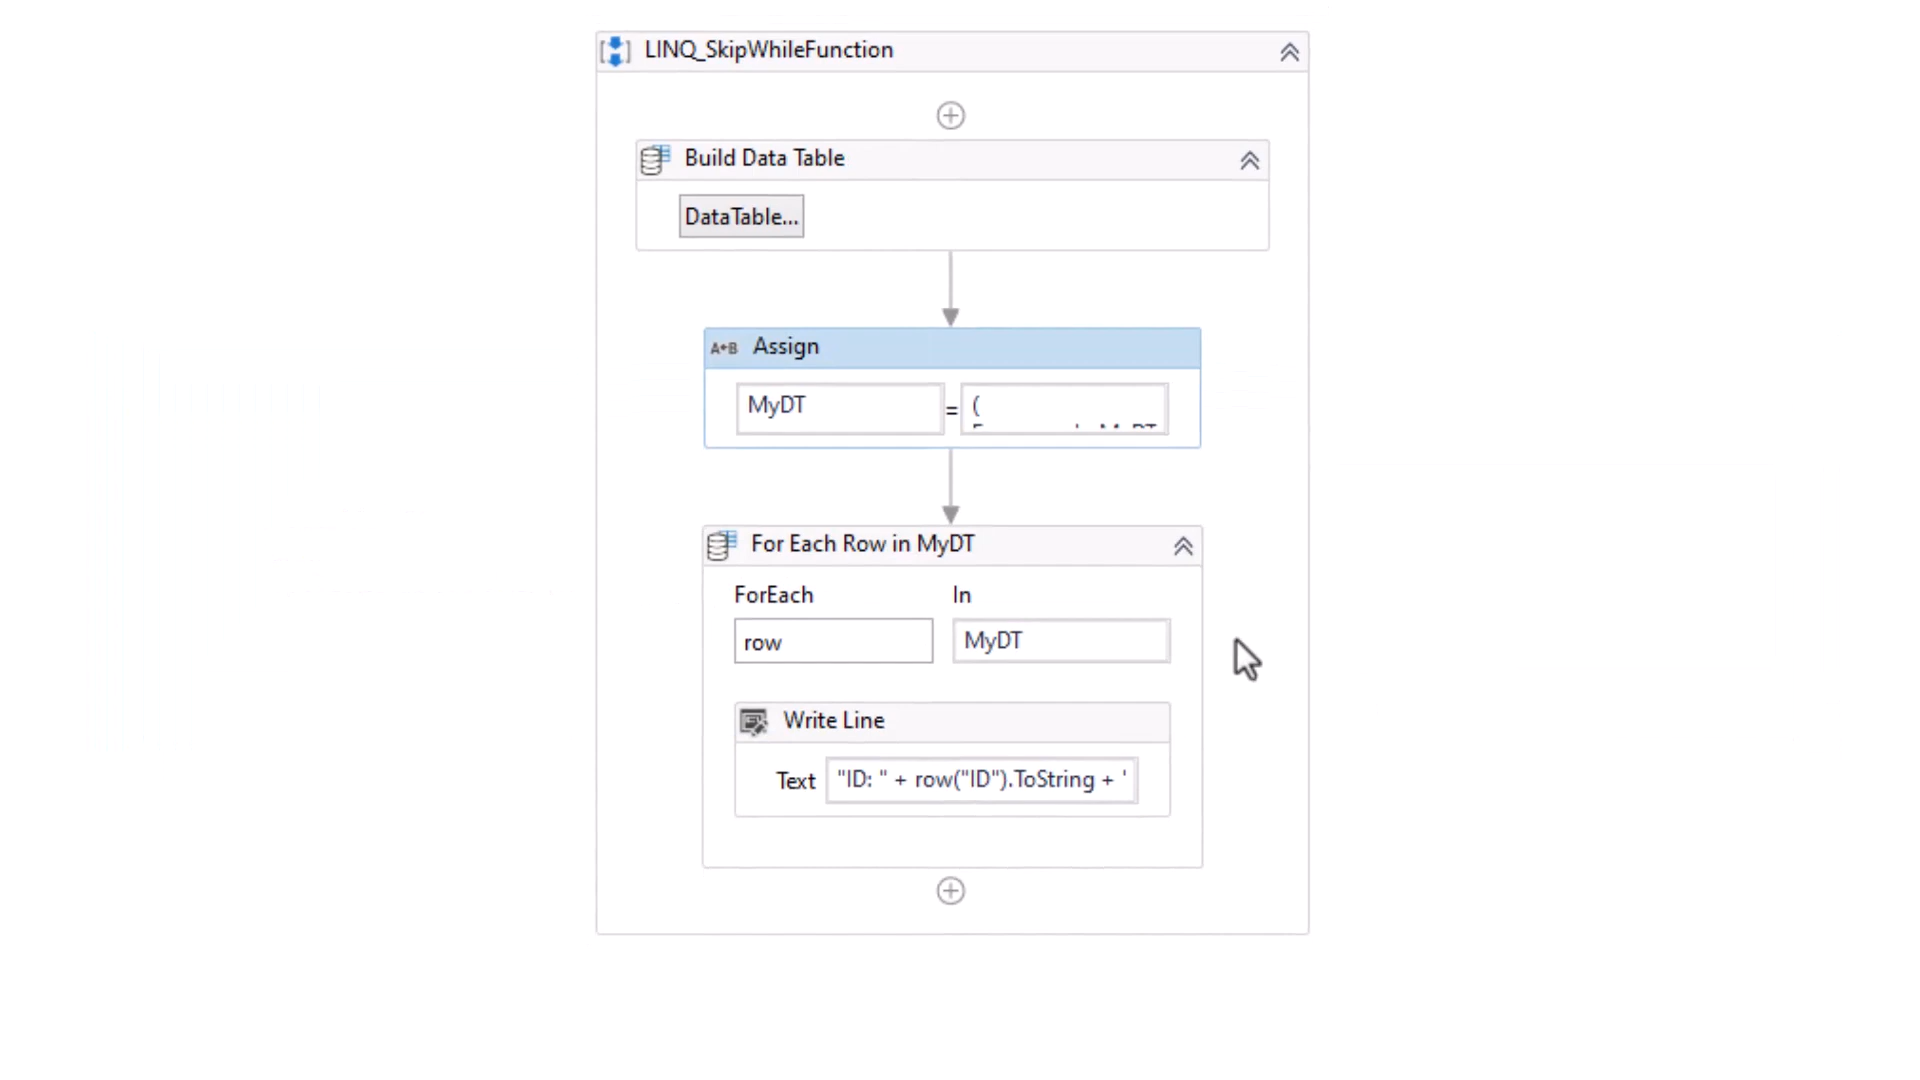 LINQ_SkipWhileFunction
Build Data Table
DataTable...
A+B Assign
MyDT = (
For Each Row in MyDT
ForEach In
row MyDT
Write Line
Text "ID: " + row("ID").ToString + '